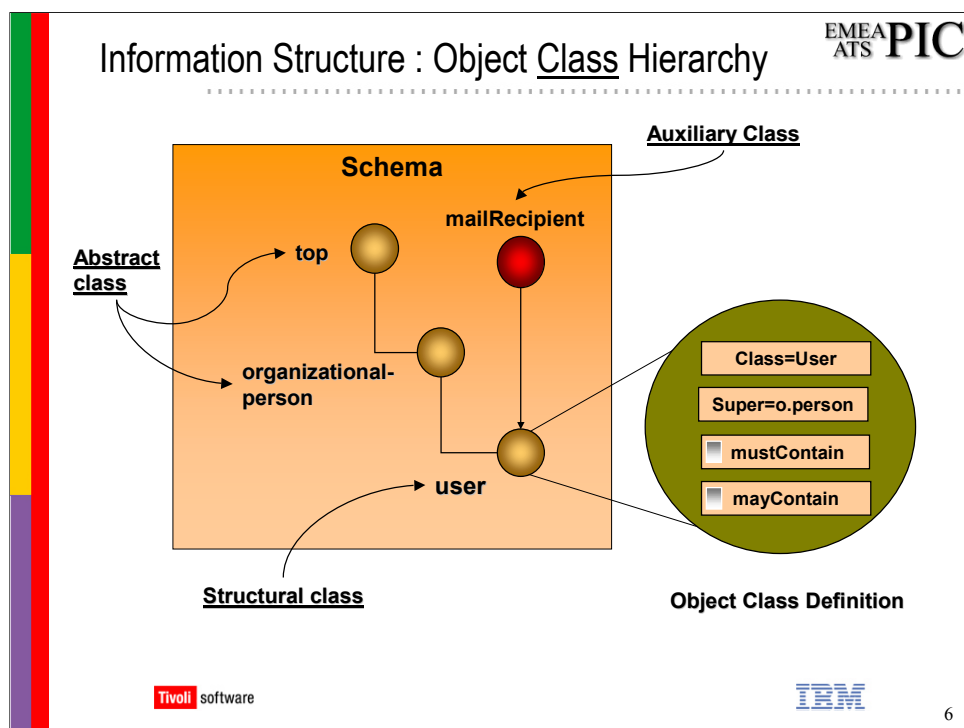 Information Structure : Object Class Hierarchy
EMEA
ATS PIC
Auxiliary Class
Schema
mailRecipient
top
Abstract
class
organizational-
person
user
Structural class
Class=User
Super=o.person
mustContain
mayContain
Object Class Definition
Tivoli software
IBM
6